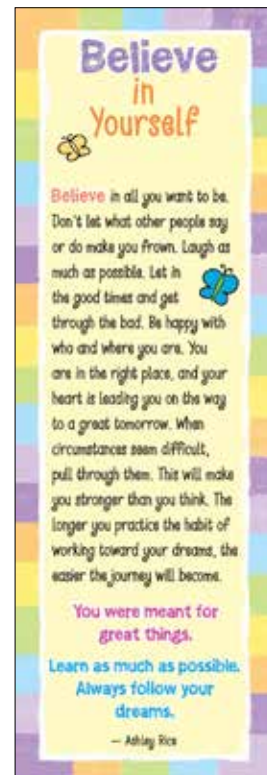 Believe
in
Yourself
Believe in all you want to be.
Don't let what other people say
or do make you frown. Laugh as
much as possible. Let in
the good times and get
through the bad. Be happy with
who and where you are. You
are in the right place, and your
heart is leading you on the way
to a great tomorrow. When
circumstances seem difficult,
pull through them. This will make
you stronger than you think. The
longer you practice the habit of
working toward your dreams, the
easier the journey will become.
You were meant for
great things.
Learn as much as possible.
Always follow your
dreams.
— Ashley Rice